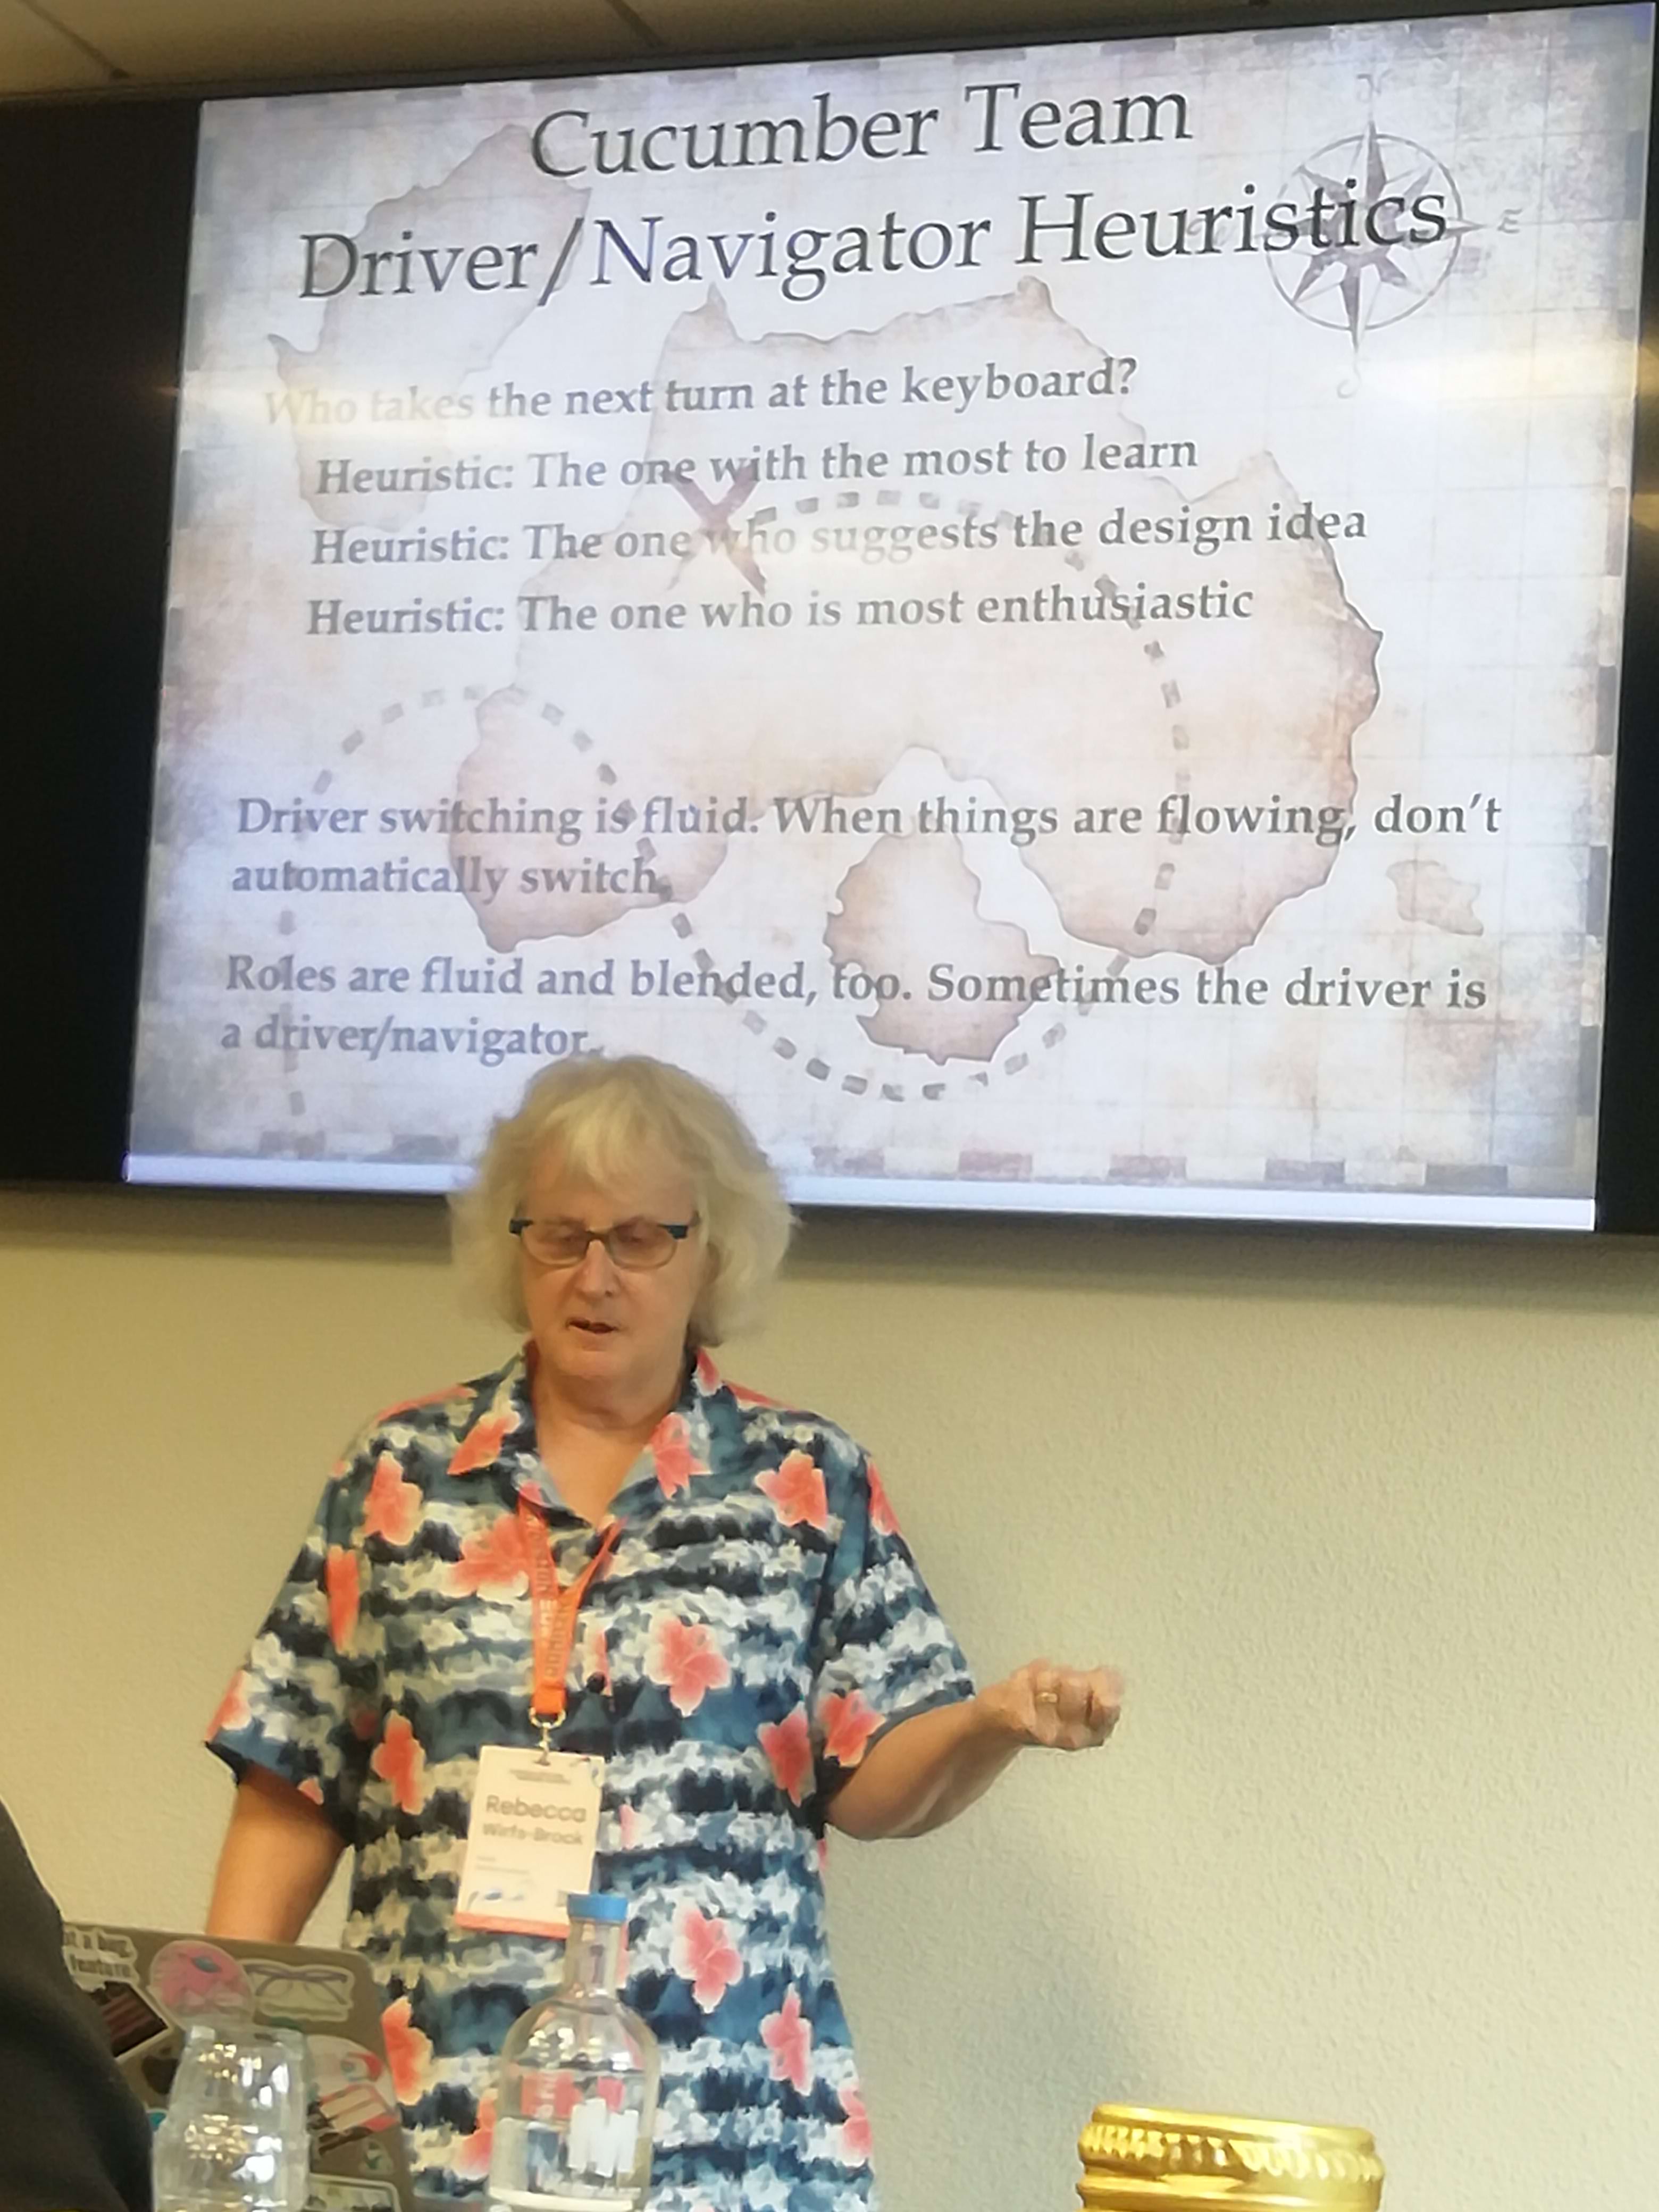 Cucumber Team
Driver/Navigator Heuristics
E
Who takes the next turn at the keyboard?
Heuristic: The one with the most to learn
Heuristic: The one who suggests the design idea
Heuristic: The one who is most enthusiastic
Driver switching is fluid. When things are flowing, don't
automatically switch.
Roles are fluid and blended, too. Sometimes the driver is
a driver/navigator.
Rebecca
Wirfs-Brock
a bug,
feature